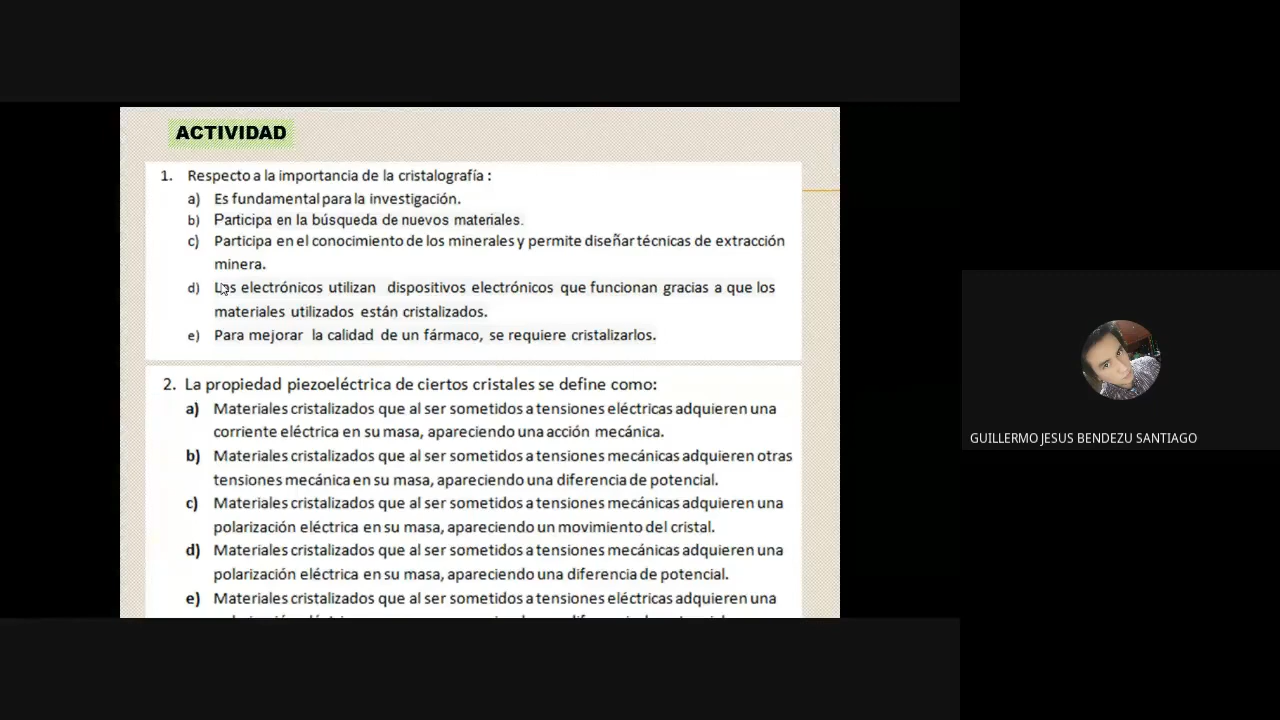 ACTIVIDAD
1. Respecto a la importancia de la cristalografía :
a) Es fundamental para la investigación.
b) Participa en la búsqueda de nuevos materiales.
c) Participa en el conocimiento de los minerales y permite diseñar técnicas de extracción
minera.
d) Los electrónicos utilizan dispositivos electrónicos que funcionan gracias a que los
materiales utilizados están cristalizados.
e) Para mejorar la calidad de un fármaco, se requiere cristalizarlos.
2. La propiedad piezoeléctrica de ciertos cristales se define como:
a) Materiales cristalizados que al ser sometidos a tensiones eléctricas adquieren una
corriente eléctrica en su masa, apareciendo una acción mecánica.
b) Materiales cristalizados que al ser sometidos a tensiones mecánicas adquieren otras
tensiones mecánica en su masa, apareciendo una diferencia de potencial.
c) Materiales cristalizados que al ser sometidos a tensiones mecánicas adquieren una
polarización eléctrica en su masa, apareciendo un movimiento del cristal.
d) Materiales cristalizados que al ser sometidos a tensiones mecánicas adquieren una
polarización eléctrica en su masa, apareciendo una diferencia de potencial.
e) Materiales cristalizados que al ser sometidos a tensiones eléctricas adquieren una
GUILLERMO JESUS BENDEZU SANTIAGO